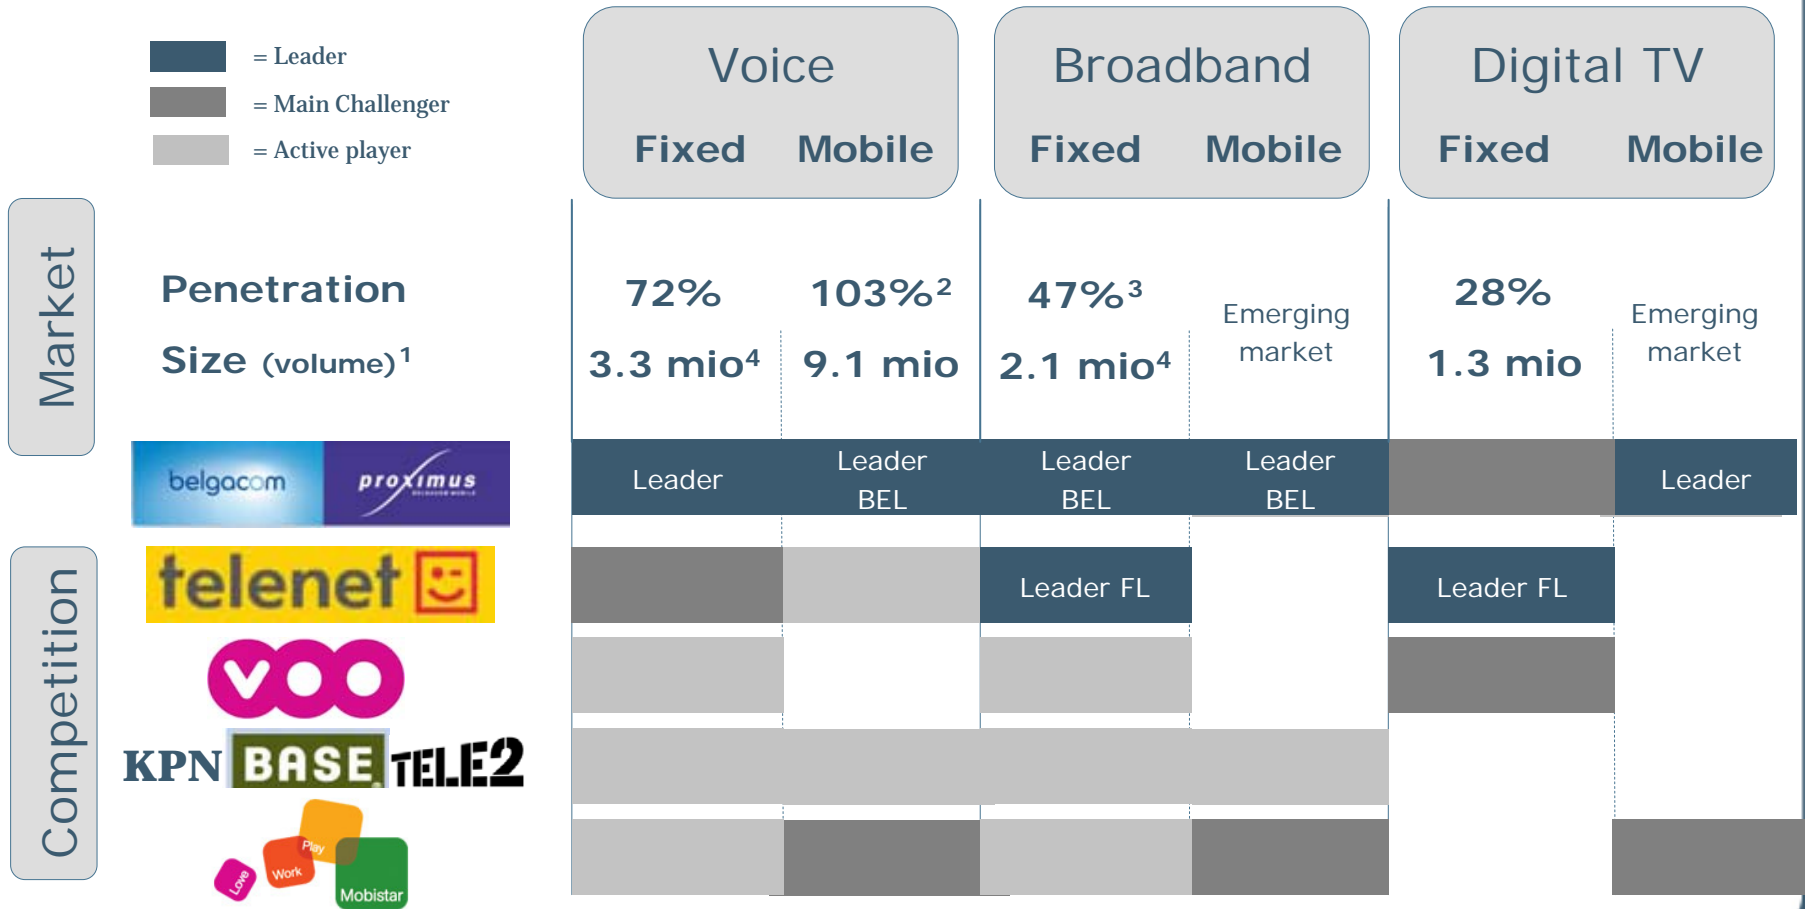 = Leader
= Main Challenger
= Active player
Voice
Fixed Mobile
Broadband
Fixed Mobile
Digital TV
Fixed Mobile
Market
Penetration
72%
103%²
47%³
28%
Size (volume)¹
3.3 mio⁴
9.1 mio
2.1 mio⁴
Emerging
market
1.3 mio
Emerging
market
belgacom
proximus
Leader
Leader
BEL
Leader
BEL
Leader
BEL
Leader
Competition
telenet
Leader FL
Leader FL
VOO
KPN BASE TELE2
Love
Work
Play
Mobistar